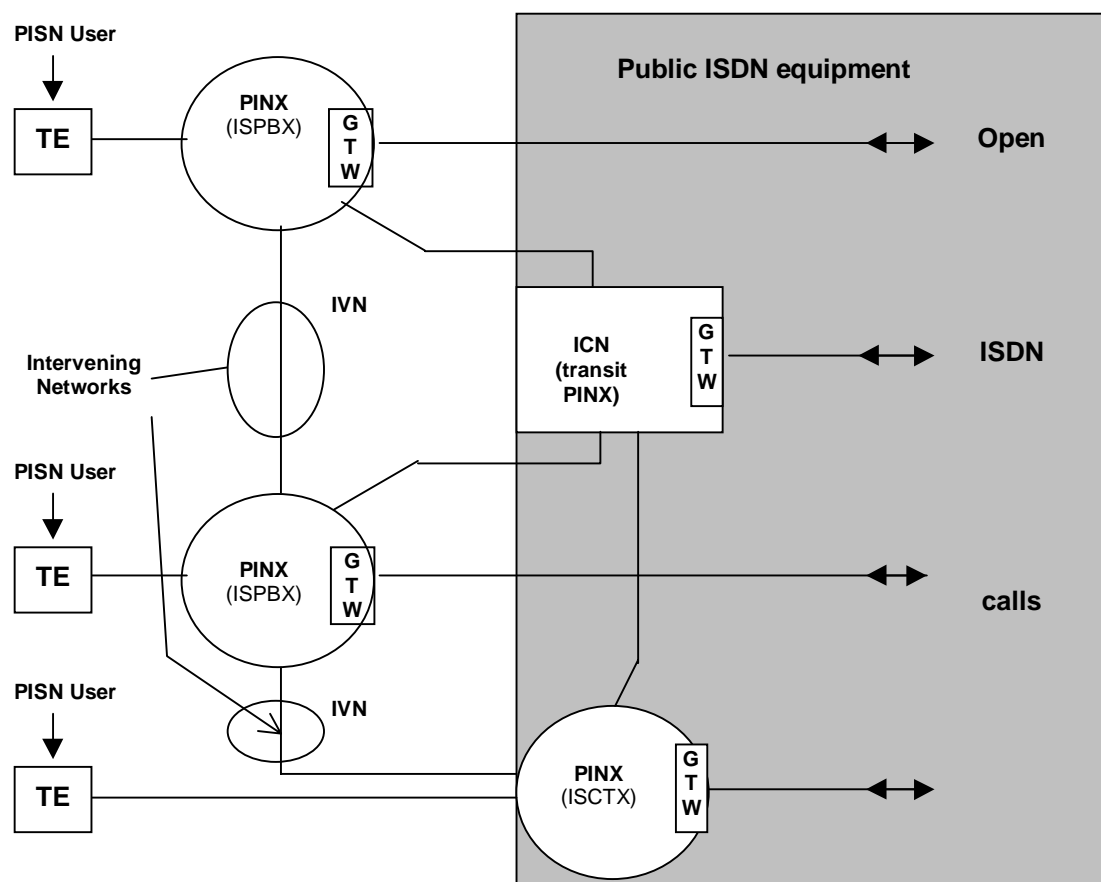 PISN User
Public ISDN equipment
PINX
(ISPBX)
G
T
W
TE
Open
IVN
Intervening
Networks
ICN
(transit
PINX)
G
T
W
ISDN
PISN User
PINX
(ISPBX)
G
T
W
TE
calls
PISN User
IVN
TE
PINX
(ISCTX)
G
T
W